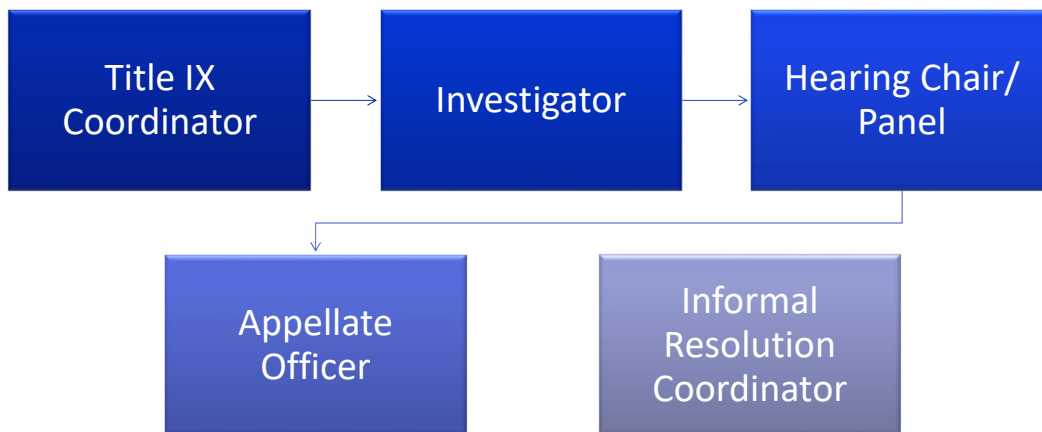 Title IX
Coordinator
Investigator
Hearing Chair/
Panel
Appellate
Officer
Informal
Resolution
Coordinator